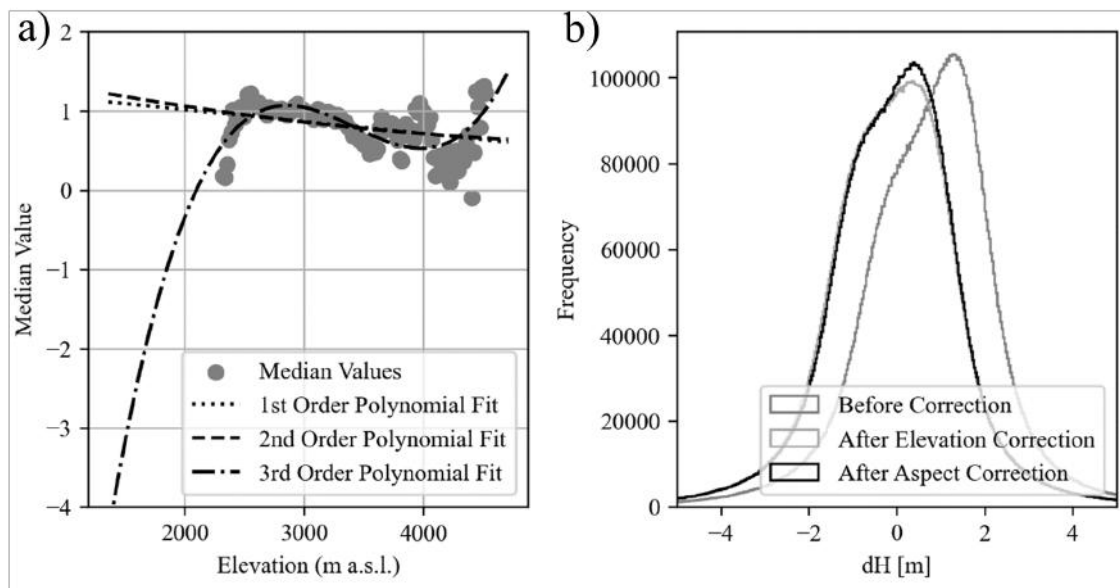 a)
2
1
0
−1
−2
−3
−4
Median Value
2000 3000 4000
Elevation (m a.s.l.)
Median Values
1st Order Polynomial Fit
2nd Order Polynomial Fit
3rd Order Polynomial Fit
b)
100000
80000
60000
40000
20000
0
Frequency
−4 −2 0 2 4
dH [m]
Before Correction
After Elevation Correction
After Aspect Correction